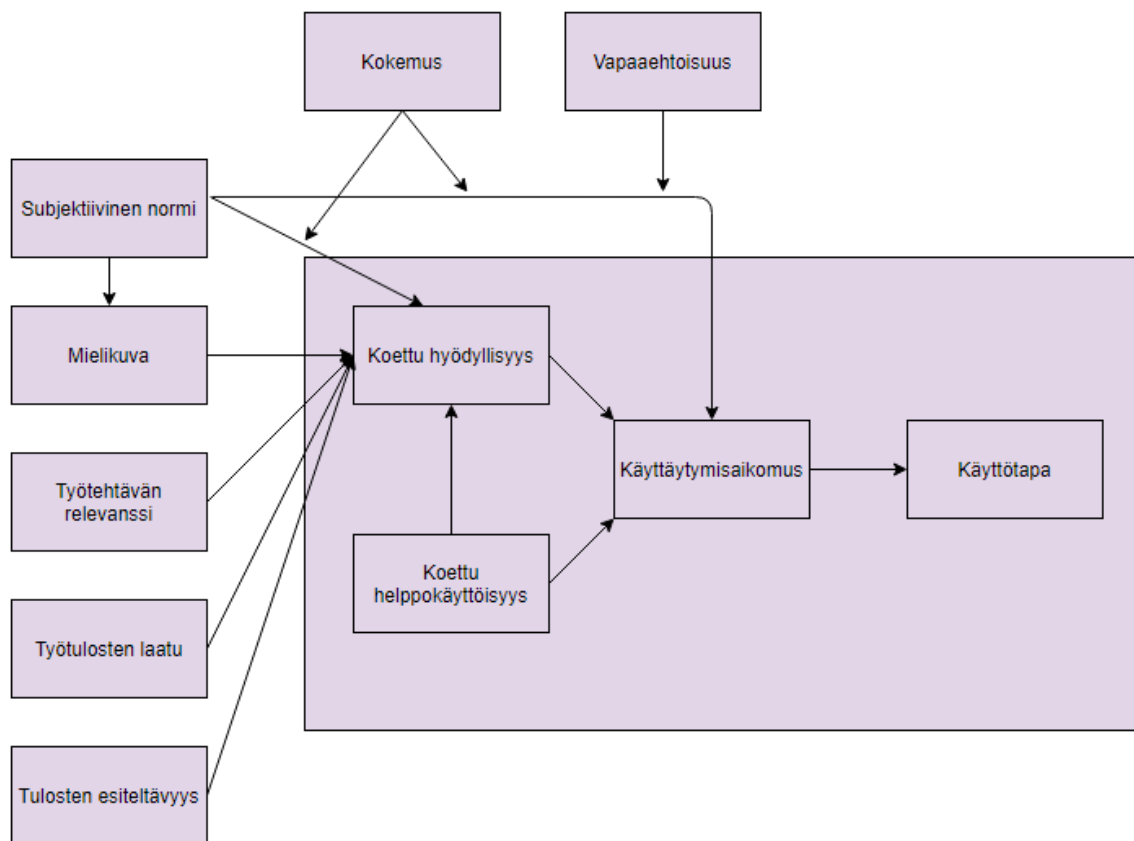 Kokemus
Vapaaehtoisuus
Subjektiivinen normi
Mielikuva
Koettu hyödyllisyys
Käyttäytymisaikomus
Käyttötapa
Työtehtävän
relevanssi
Koettu
helppokäyttöisyys
Työtulosten laatu
Tulosten esiteltävyys